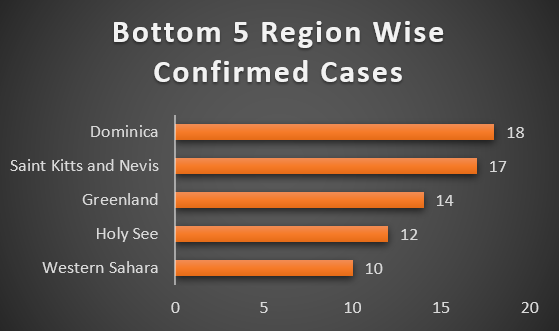 Bottom 5 Region Wise
Confirmed Cases
Dominica 18
Saint Kitts and Nevis 17
Greenland 14
Holy See 12
Western Sahara 10
0 5 10 15 20